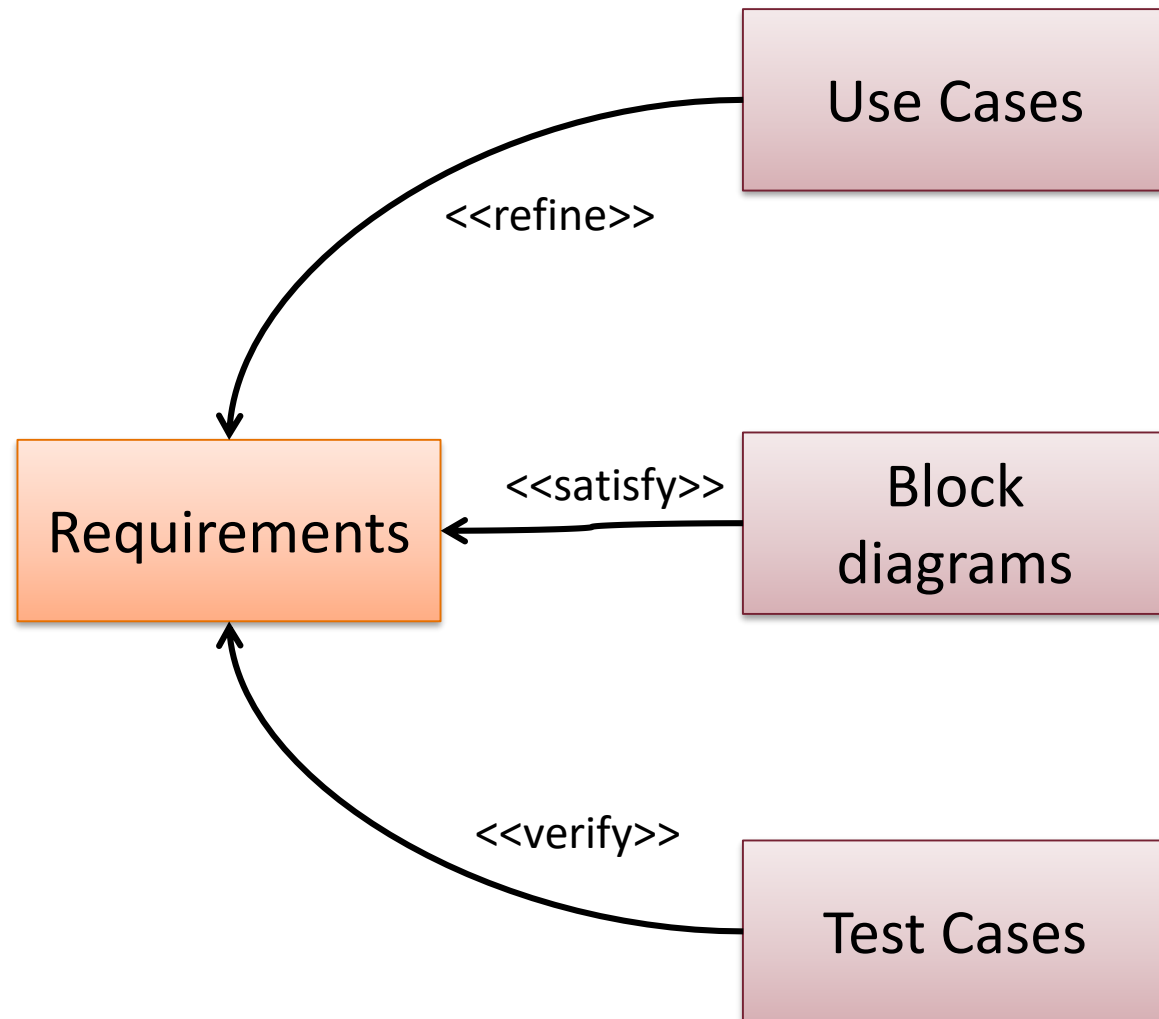 Use Cases
<<refine>>
<<satisfy>>
Block
diagrams
Requirements
<<verify>>
Test Cases